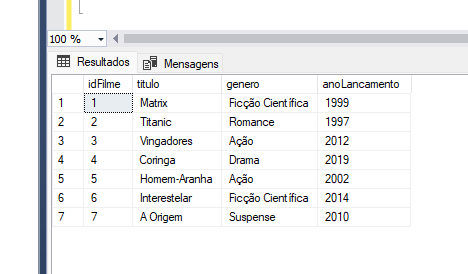 100 %
Resultados Mensagens
idFilme titulo genero anoLancamento
1 1 Matrix Ficção Científica 1999
2 2 Titanic Romance 1997
3 3 Vingadores Ação 2012
4 4 Coringa Drama 2019
5 5 Homem-Aranha Ação 2002
6 6 Interestelar Ficção Científica 2014
7 7 A Origem Suspense 2010